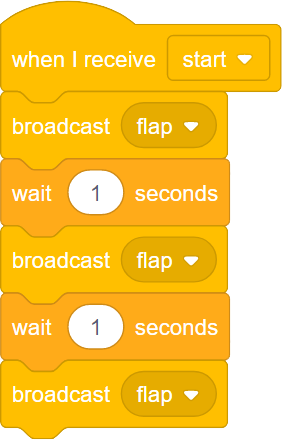 when I receive start
broadcast flap
wait 1 seconds
broadcast flap
wait 1 seconds
broadcast flap